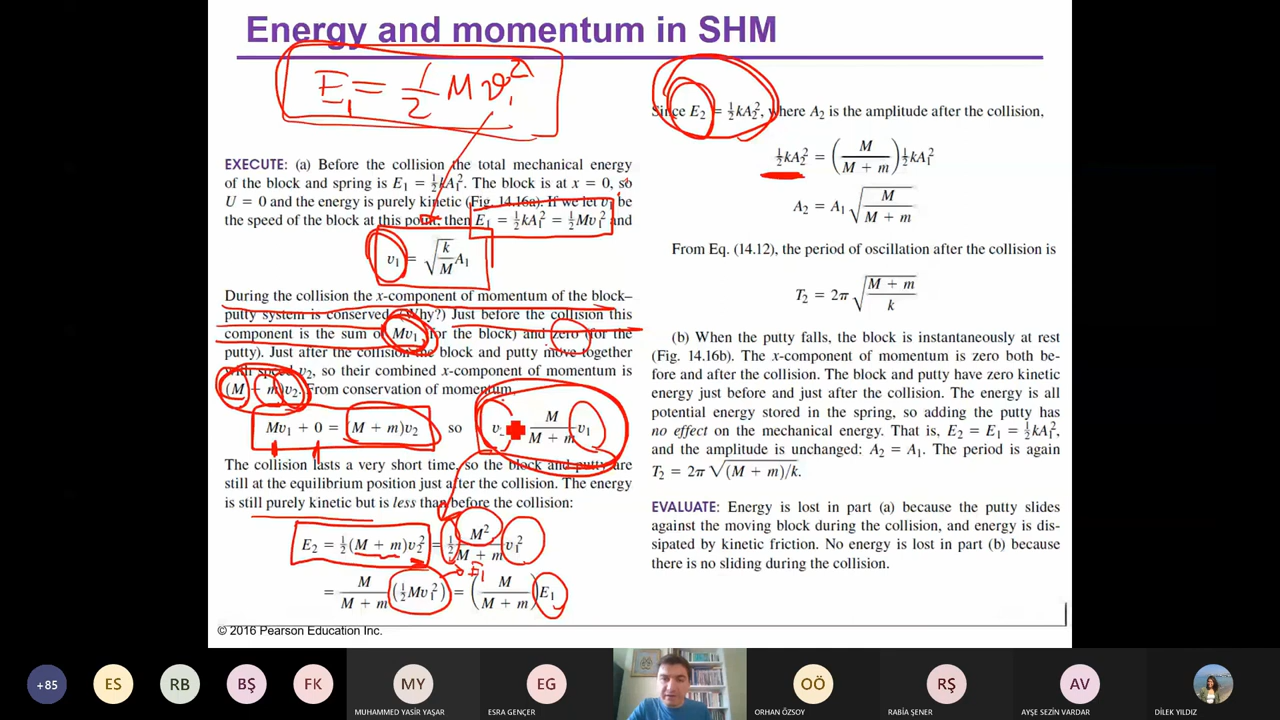 Energy and momentum in SHM
E₁ = ½ M v₁²
EXECUTE: (a) Before the collision the total mechanical energy
of the block and spring is E₁ = ½kA₁². The block is at x = 0, so
U = 0 and the energy is purely kinetic (Fig. 14.16a). If we let v₁ be
the speed of the block at this point, then E₁ = ½kA₁² = ½Mv₁² and
v₁ = √(k/M) A₁
During the collision the x-component of momentum of the block–
putty system is conserved. (Why?) Just before the collision this
component is the sum of Mv₁ (for the block) and zero (for the
putty). Just after the collision the block and putty move together
with speed v₂, so their combined x-component of momentum is
(M + m)v₂. From conservation of momentum,
Mv₁ + 0 = (M + m)v₂ so v₂ = M/(M + m) v₁
The collision lasts a very short time, so the block and putty are
still at the equilibrium position just after the collision. The energy
is still purely kinetic but is less than before the collision:
E₂ = ½(M + m)v₂² = ½ M²/(M + m) v₁²
E₁
= M/(M + m) (½Mv₁²) = (M/(M + m)) E₁
Since E₂ = ½kA₂², where A₂ is the amplitude after the collision,
½kA₂² = (M/(M + m)) ½kA₁²
A₂ = A₁ √(M/(M + m))
From Eq. (14.12), the period of oscillation after the collision is
T₂ = 2π √((M + m)/k)
(b) When the putty falls, the block is instantaneously at rest
(Fig. 14.16b). The x-component of momentum is zero both be-
fore and after the collision. The block and putty have zero kinetic
energy just before and just after the collision. The energy is all
potential energy stored in the spring, so adding the putty has
no effect on the mechanical energy. That is, E₂ = E₁ = ½kA₁²,
and the amplitude is unchanged: A₂ = A₁. The period is again
T₂ = 2π √(M + m)/k.
EVALUATE: Energy is lost in part (a) because the putty slides
against the moving block during the collision, and energy is dis-
sipated by kinetic friction. No energy is lost in part (b) because
there is no sliding during the collision.
© 2016 Pearson Education Inc.
+85 ES RB BŞ FK MY EG OÖ RŞ AV
MUHAMMED YASİR YAŞAR ESRA GENÇER ORHAN ÖZSOY RABİA ŞENER AYŞE SEZİN VARDAR DİLEK YILDIZ